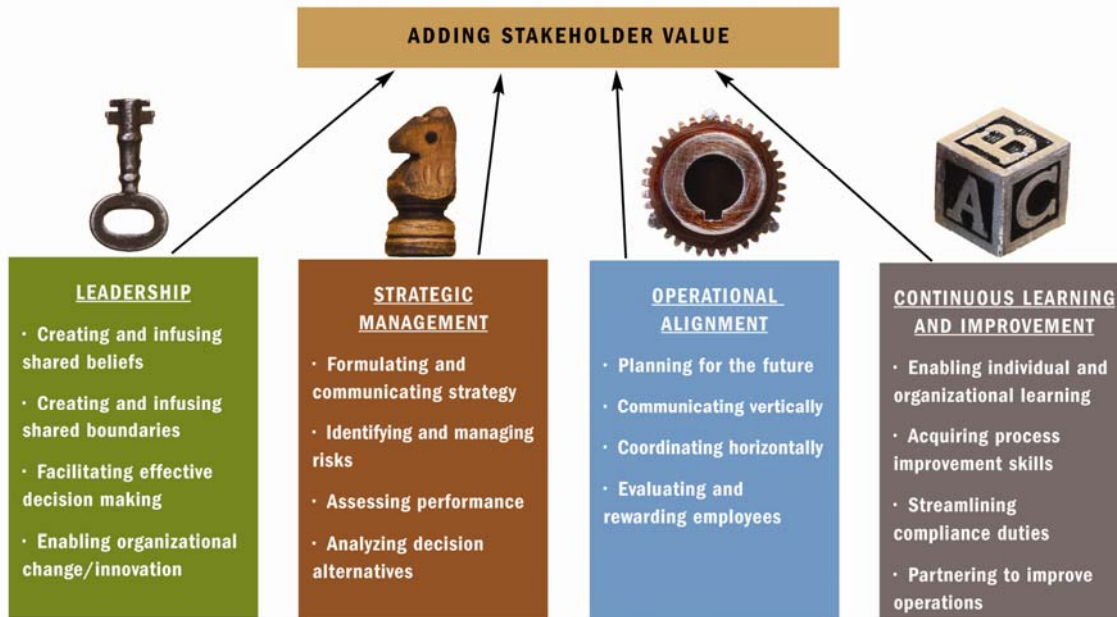 ADDING STAKEHOLDER VALUE
B
A C
LEADERSHIP
· Creating and infusing
shared beliefs
· Creating and infusing
shared boundaries
· Facilitating effective
decision making
· Enabling organizational
change/innovation
STRATEGIC
MANAGEMENT
· Formulating and
communicating strategy
· Identifying and managing
risks
· Assessing performance
· Analyzing decision
alternatives
OPERATIONAL
ALIGNMENT
· Planning for the future
· Communicating vertically
· Coordinating horizontally
· Evaluating and
rewarding employees
CONTINUOUS LEARNING
AND IMPROVEMENT
· Enabling individual and
organizational learning
· Acquiring process
improvement skills
· Streamlining
compliance duties
· Partnering to improve
operations